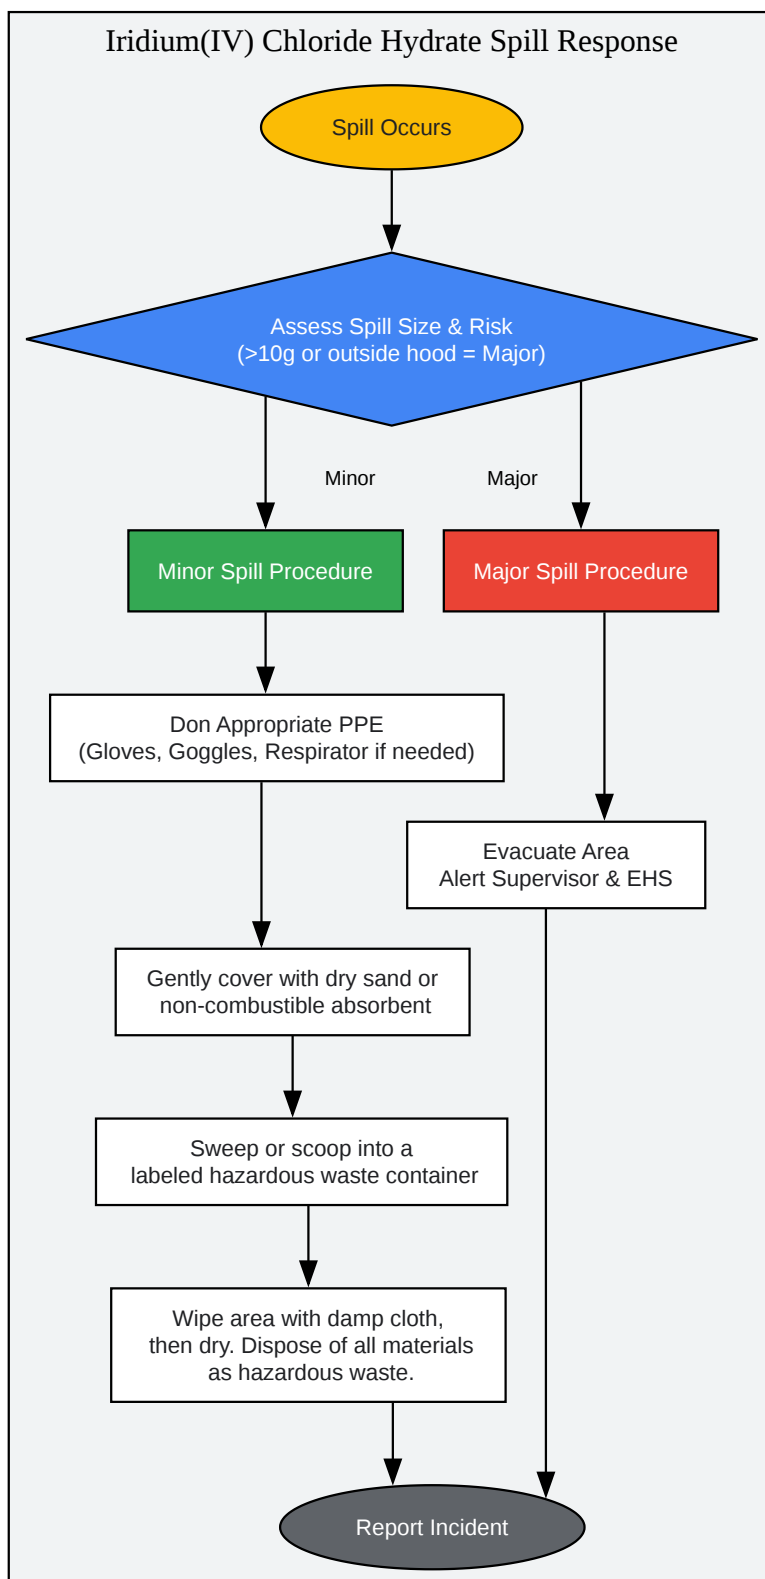 Iridium(IV) Chloride Hydrate Spill Response
Spill Occurs
Assess Spill Size & Risk
(>10g or outside hood = Major)
Minor
Major
Minor Spill Procedure
Major Spill Procedure
Don Appropriate PPE
(Gloves, Goggles, Respirator if needed)
Evacuate Area
Alert Supervisor & EHS
Gently cover with dry sand or
non-combustible absorbent
Sweep or scoop into a
labeled hazardous waste container
Wipe area with damp cloth,
then dry. Dispose of all materials
as hazardous waste.
Report Incident